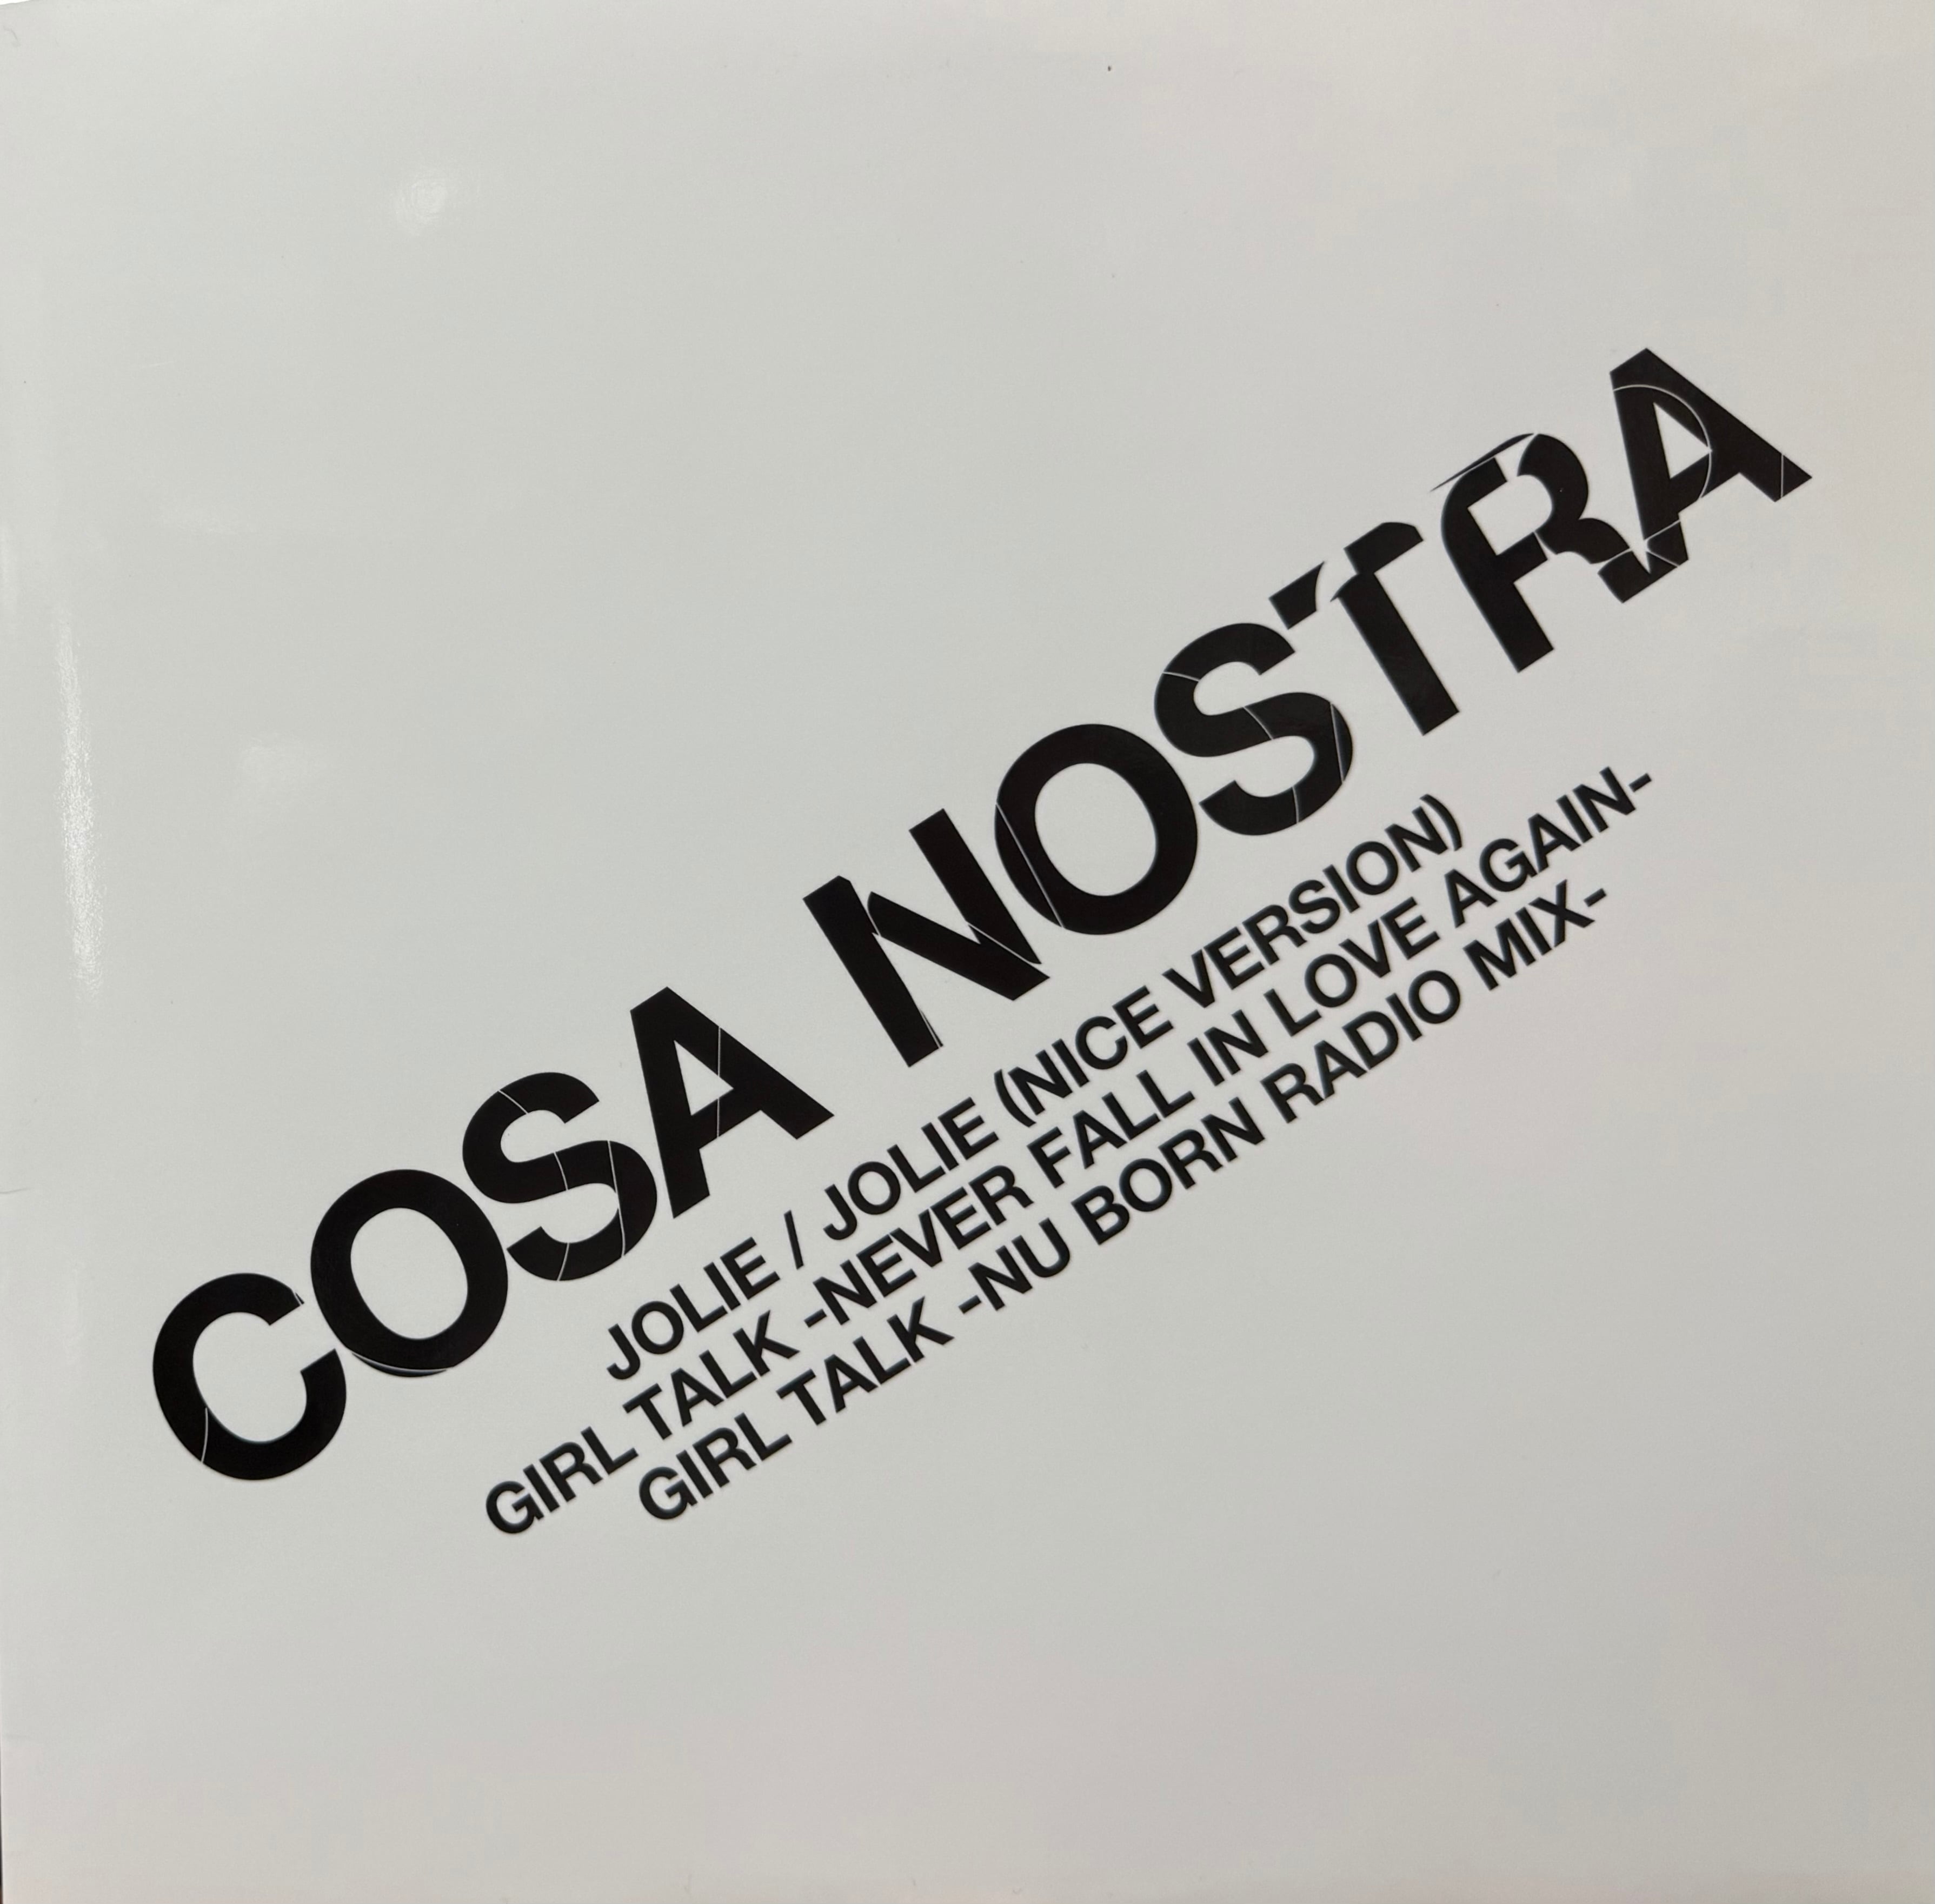 COSA NOSTRA
JOLIE / JOLIE (NICE VERSION)
GIRL TALK -NEVER FALL IN LOVE AGAIN-
GIRL TALK -NU BORN RADIO MIX-